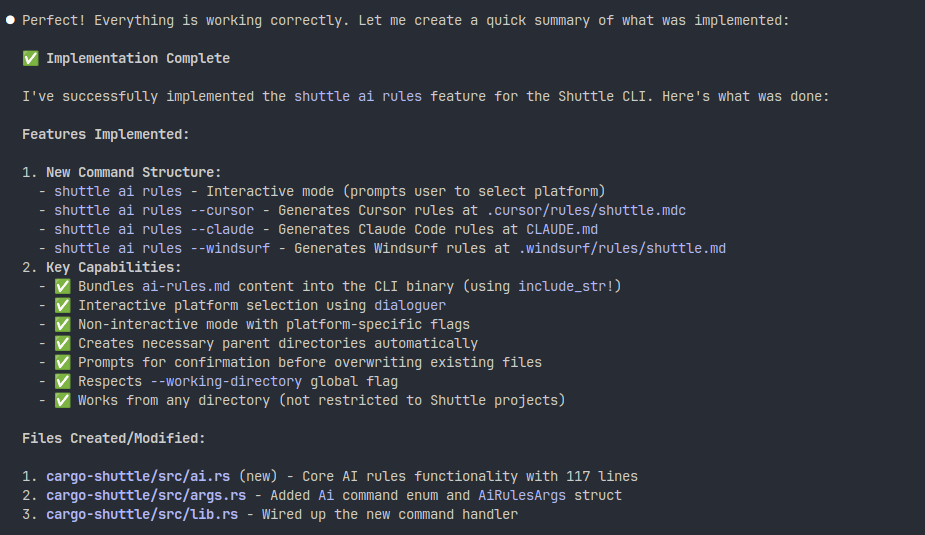 ● Perfect! Everything is working correctly. Let me create a quick summary of what was implemented:
✅ Implementation Complete
I've successfully implemented the shuttle ai rules feature for the Shuttle CLI. Here's what was done:
Features Implemented:
1. New Command Structure:
- shuttle ai rules - Interactive mode (prompts user to select platform)
- shuttle ai rules --cursor - Generates Cursor rules at .cursor/rules/shuttle.mdc
- shuttle ai rules --claude - Generates Claude Code rules at CLAUDE.md
- shuttle ai rules --windsurf - Generates Windsurf rules at .windsurf/rules/shuttle.md
2. Key Capabilities:
- ✅ Bundles ai-rules.md content into the CLI binary (using include_str!)
- ✅ Interactive platform selection using dialoguer
- ✅ Non-interactive mode with platform-specific flags
- ✅ Creates necessary parent directories automatically
- ✅ Prompts for confirmation before overwriting existing files
- ✅ Respects --working-directory global flag
- ✅ Works from any directory (not restricted to Shuttle projects)
Files Created/Modified:
1. cargo-shuttle/src/ai.rs (new) - Core AI rules functionality with 117 lines
2. cargo-shuttle/src/args.rs - Added Ai command enum and AiRulesArgs struct
3. cargo-shuttle/src/lib.rs - Wired up the new command handler